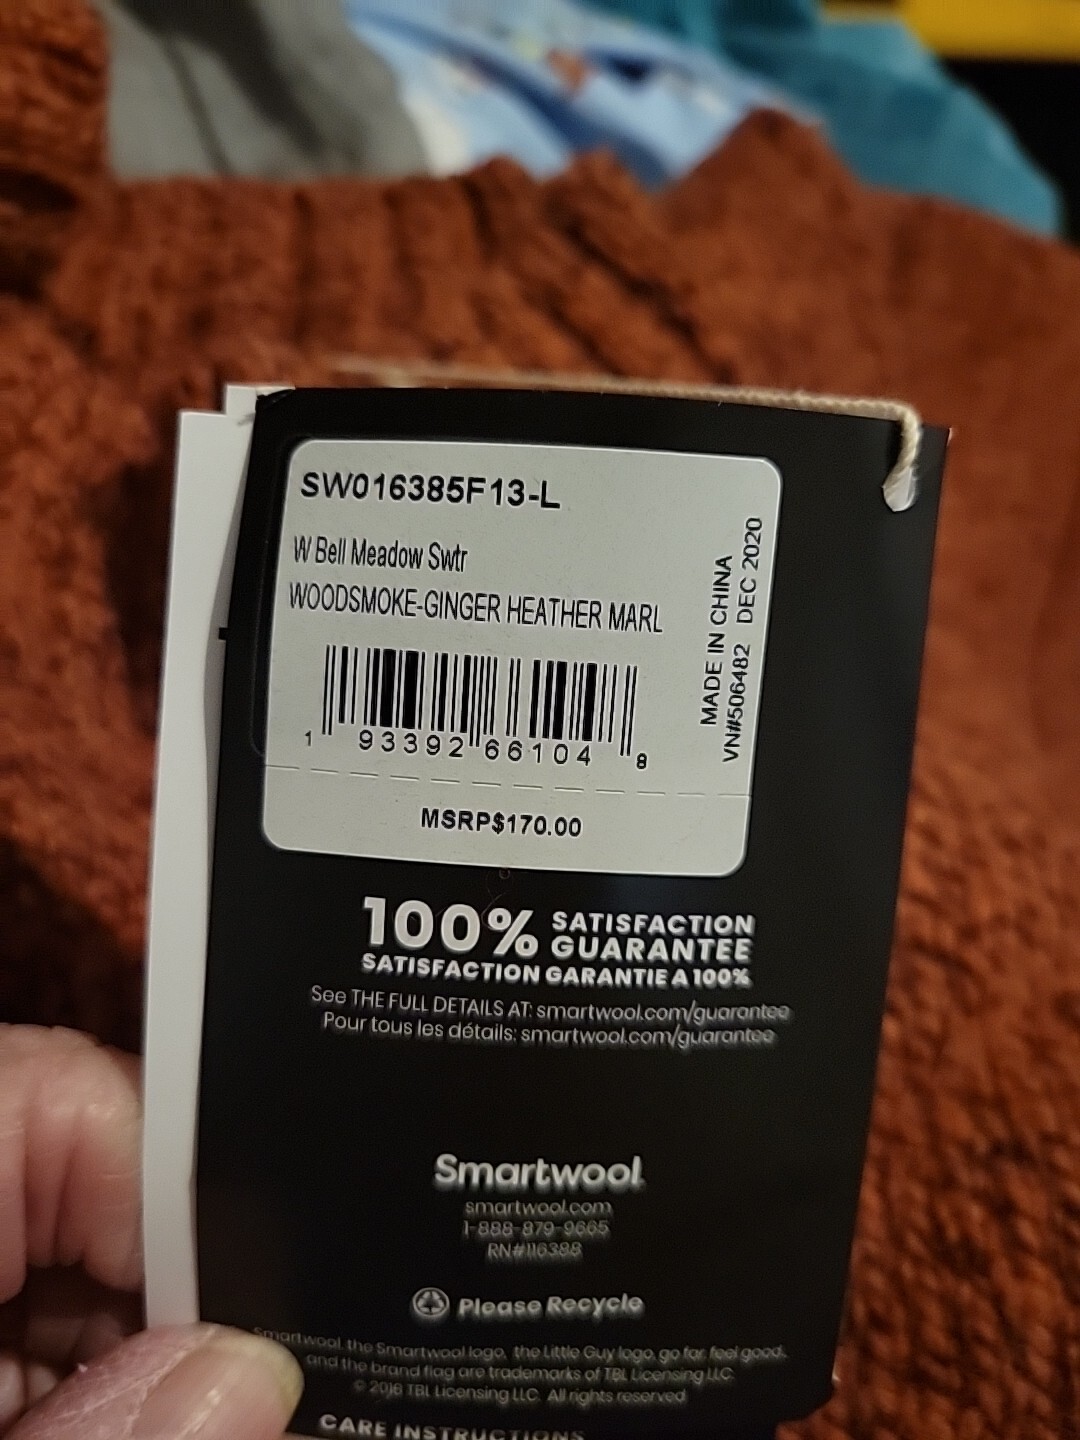 SW016385F13-L
W Bell Meadow Swtr
WOODSMOKE-GINGER HEATHER MARL
1 93392 66104 8
MADE IN CHINA
VN#506482 DEC 2020
MSRP$170.00
100% SATISFACTION GUARANTEE
SATISFACTION GARANTIE A 100%
See THE FULL DETAILS AT: smartwool.com/guarantee
Pour tous les détails: smartwool.com/guarantee
Smartwool
smartwool.com
1-888-879-9665
RN#116388
Please Recycle
Smartwool, the Smartwool logo, the Little Guy logo, go far. feel good.
and the brand flag are trademarks of TBL Licensing LLC.
© 2016 TBL Licensing LLC. All rights reserved
CARE INSTRUCTIONS